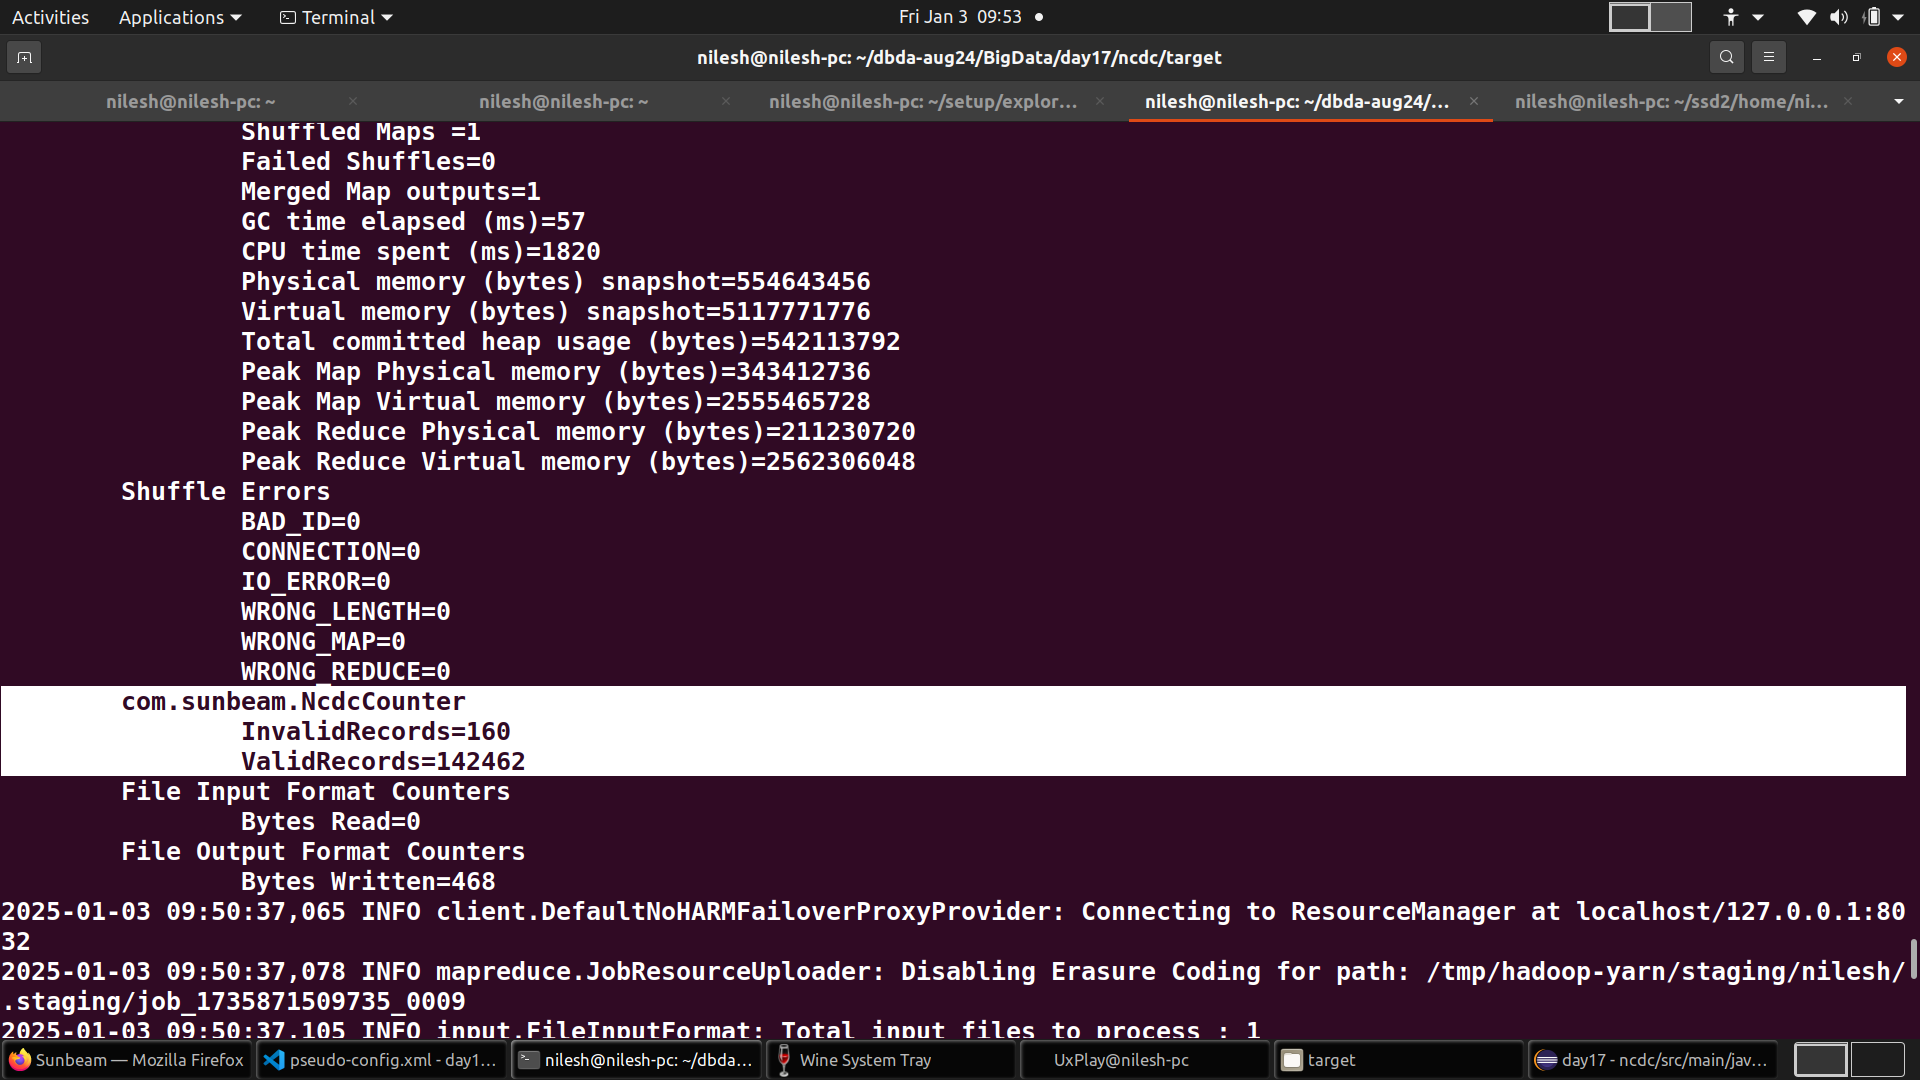 Activities Applications Terminal Fri Jan 3 09:53
nilesh@nilesh-pc: ~/dbda-aug24/BigData/day17/ncdc/target
nilesh@nilesh-pc: ~ nilesh@nilesh-pc: ~ nilesh@nilesh-pc: ~/setup/explor... nilesh@nilesh-pc: ~/dbda-aug24/... nilesh@nilesh-pc: ~/ssd2/home/ni...
Shuffled Maps =1
Failed Shuffles=0
Merged Map outputs=1
GC time elapsed (ms)=57
CPU time spent (ms)=1820
Physical memory (bytes) snapshot=554643456
Virtual memory (bytes) snapshot=5117771776
Total committed heap usage (bytes)=542113792
Peak Map Physical memory (bytes)=343412736
Peak Map Virtual memory (bytes)=2555465728
Peak Reduce Physical memory (bytes)=211230720
Peak Reduce Virtual memory (bytes)=2562306048
Shuffle Errors
BAD_ID=0
CONNECTION=0
IO_ERROR=0
WRONG_LENGTH=0
WRONG_MAP=0
WRONG_REDUCE=0
com.sunbeam.NcdcCounter
InvalidRecords=160
ValidRecords=142462
File Input Format Counters
Bytes Read=0
File Output Format Counters
Bytes Written=468
2025-01-03 09:50:37,065 INFO client.DefaultNoHARMFailoverProxyProvider: Connecting to ResourceManager at localhost/127.0.0.1:80
32
2025-01-03 09:50:37,078 INFO mapreduce.JobResourceUploader: Disabling Erasure Coding for path: /tmp/hadoop-yarn/staging/nilesh/
.staging/job_1735871509735_0009
2025-01-03 09:50:37,105 INFO input.FileInputFormat: Total input files to process : 1
Sunbeam — Mozilla Firefox pseudo-config.xml - day1... nilesh@nilesh-pc: ~/dbda... Wine System Tray UxPlay@nilesh-pc target day17 - ncdc/src/main/jav...